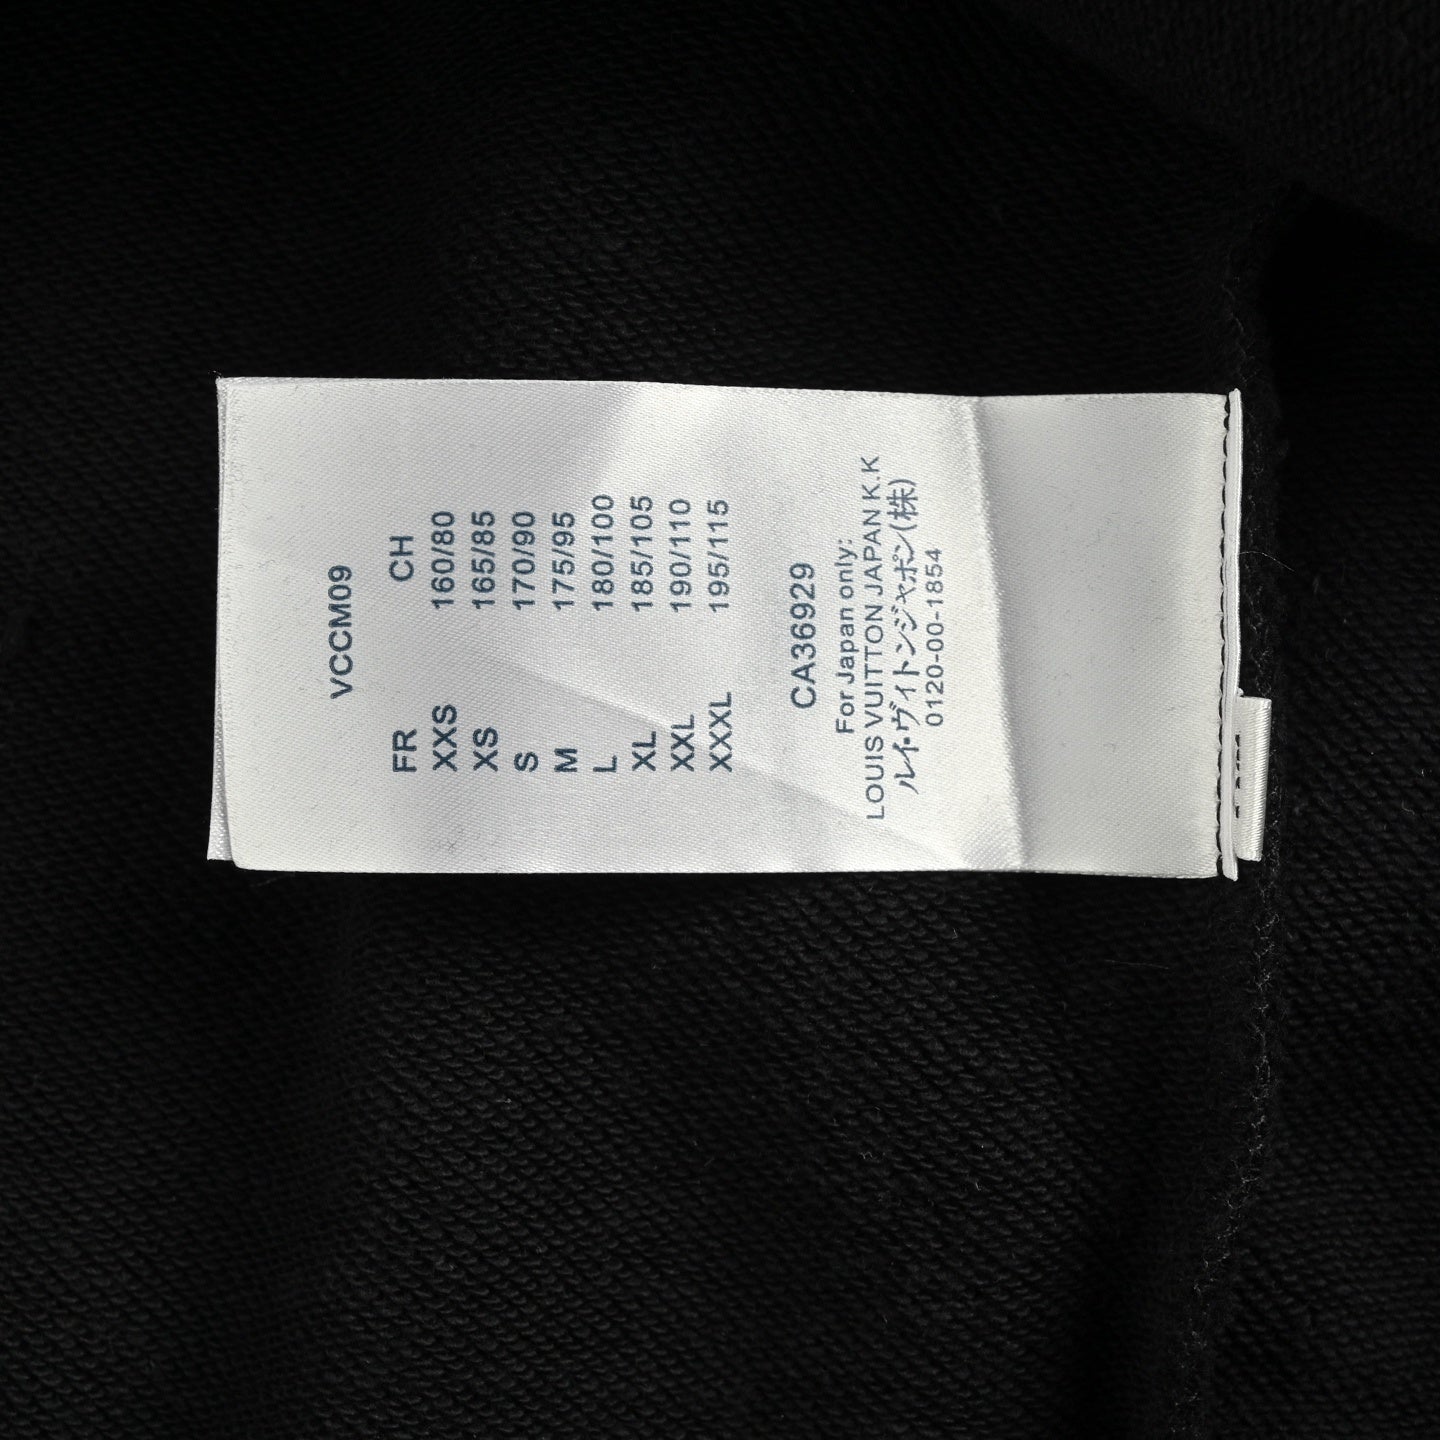 VCCM09
FR CH
XXS 160/80
XS 165/85
S 170/90
M 175/95
L 180/100
XL 185/105
XXL 190/110
XXXL 195/115
CA36929
For Japan only:
LOUIS VUITTON JAPAN K.K
ルイ・ヴィトンジャポン(株)
0120-00-1854